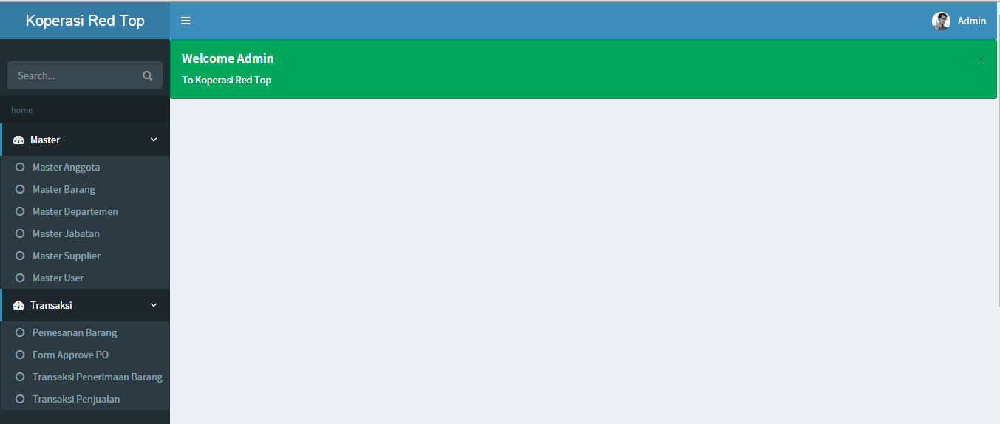 Koperasi Red Top
Admin
Search...
home
Master
Master Anggota
Master Barang
Master Departemen
Master Jabatan
Master Supplier
Master User
Transaksi
Pemesanan Barang
Form Approve PO
Transaksi Penerimaan Barang
Transaksi Penjualan
Welcome Admin
×
To Koperasi Red Top